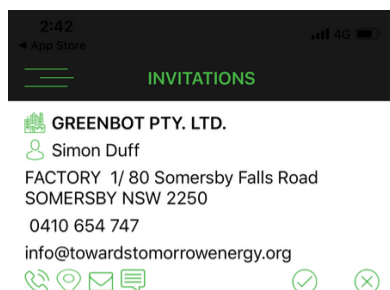 2:42
4G
◀ App Store
INVITATIONS
GREENBOT PTY. LTD.
Simon Duff
FACTORY 1/ 80 Somersby Falls Road
SOMERSBY NSW 2250
0410 654 747
info@towardstomorrowenergy.org